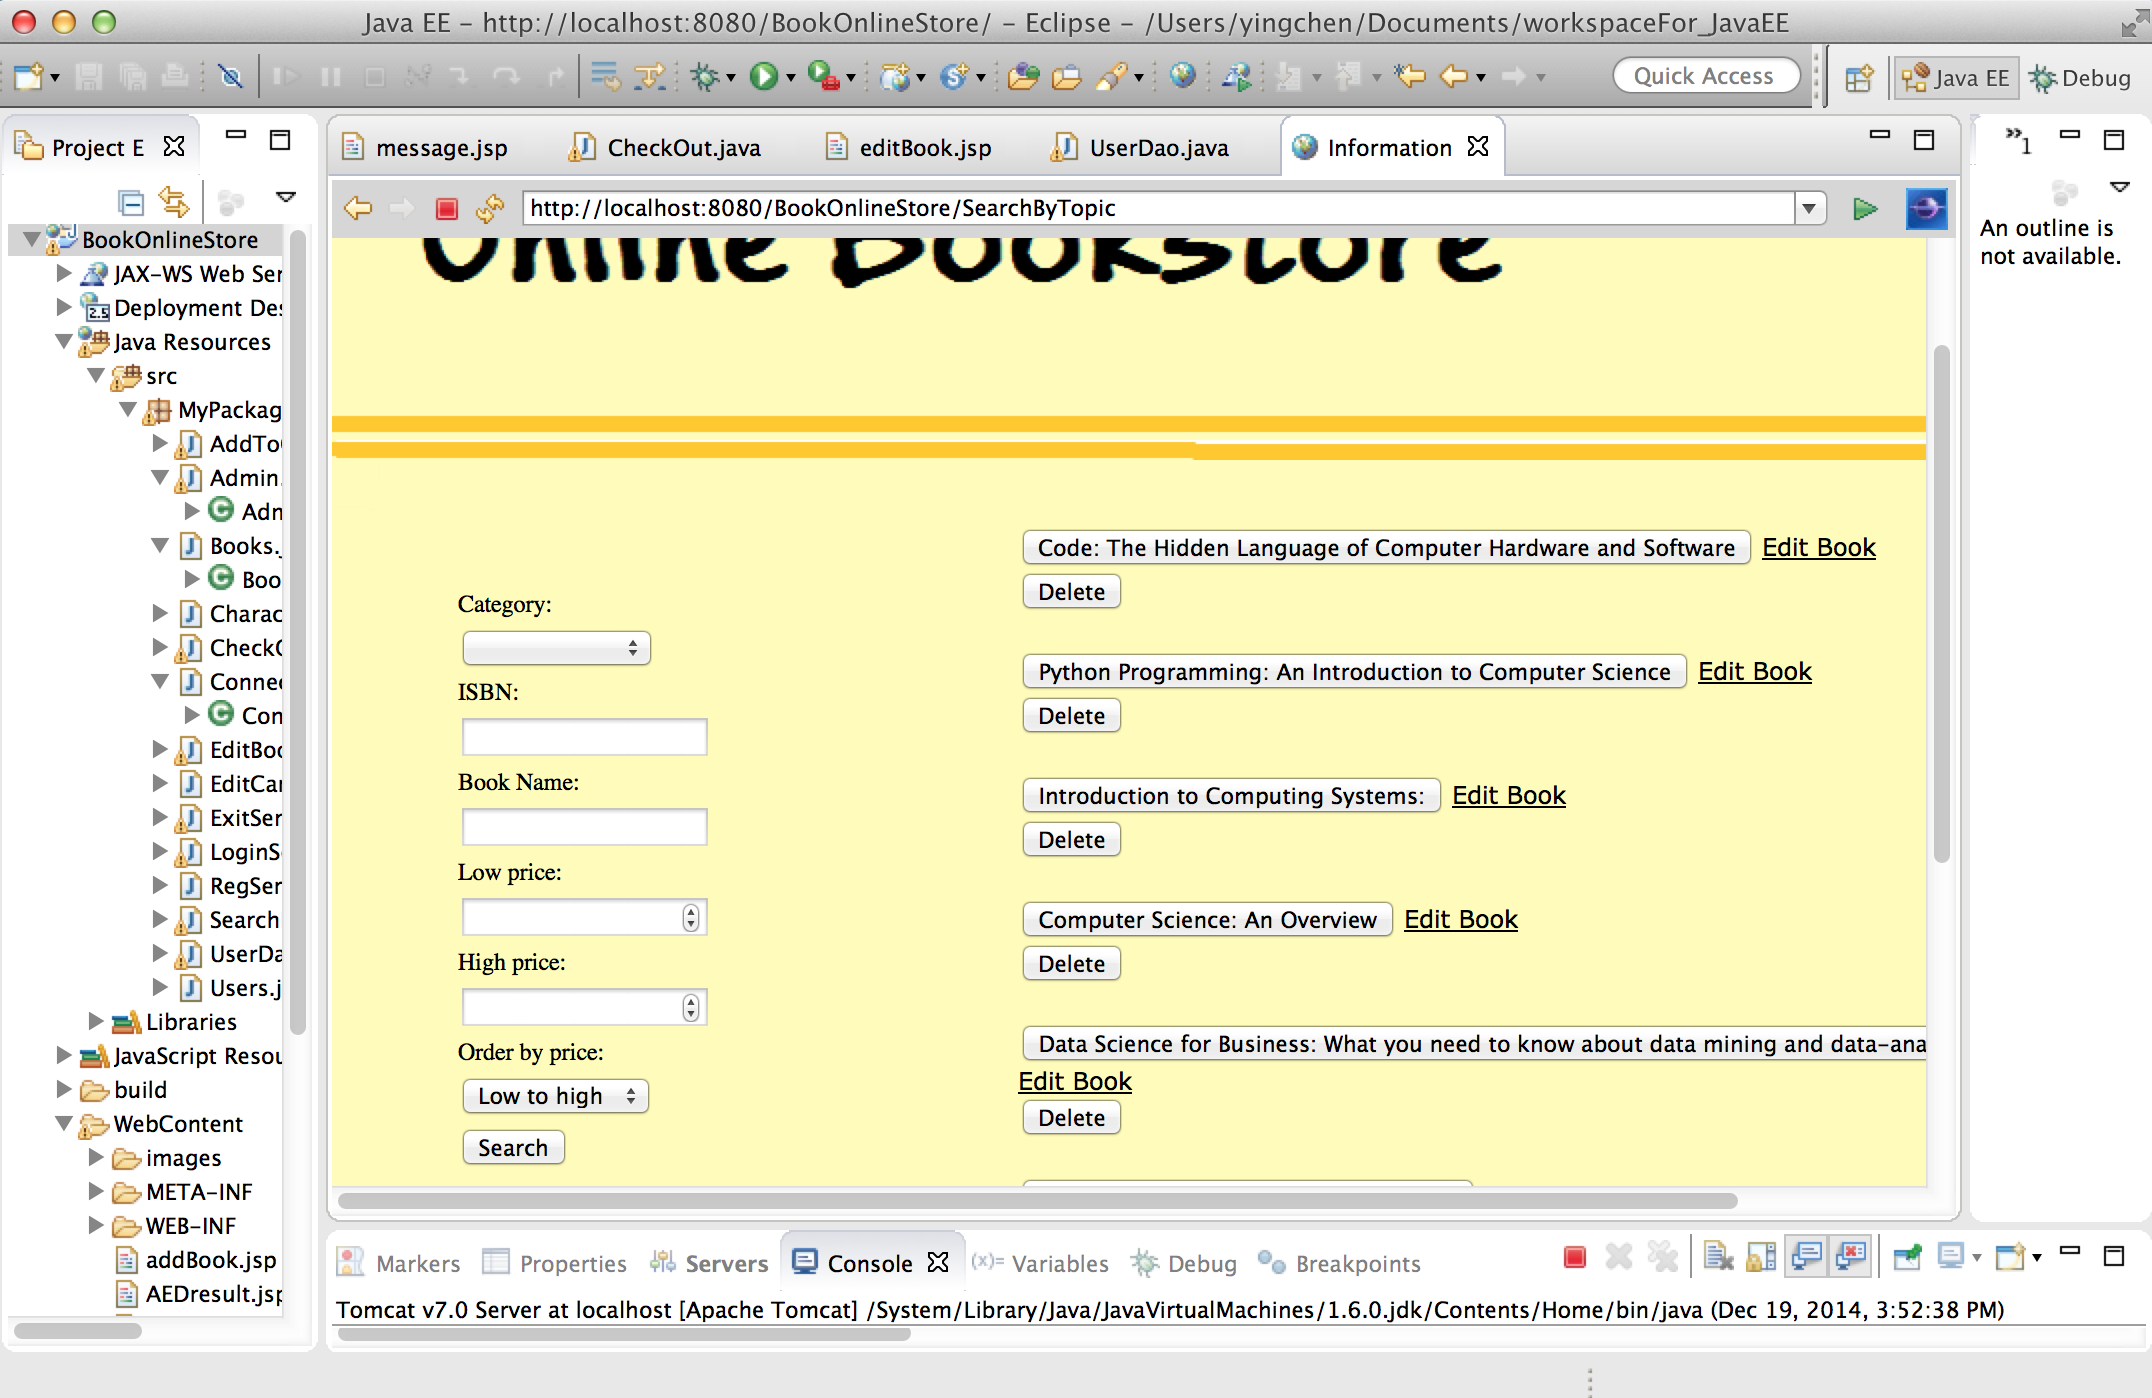 Java EE – http://localhost:8080/BookOnlineStore/ – Eclipse – /Users/yingchen/Documents/workspaceFor_JavaEE
Quick Access
Java EE
Debug
Project E
message.jsp
CheckOut.java
editBook.jsp
UserDao.java
Information
»1
http://localhost:8080/BookOnlineStore/SearchByTopic
An outline is
not available.
BookOnlineStore
JAX-WS Web Ser
Deployment Des
2.5
Java Resources
src
MyPackag
AddTo
Admin.
Adm
Books.
Boo
Charac
Check
Connec
Con
EditBoo
EditCar
ExitSer
LoginS
RegSer
Search
UserDa
Users.j
Libraries
JavaScript Resou
build
WebContent
images
META-INF
WEB-INF
addBook.jsp
AEDresult.jsp
Online Bookstore
Category:
ISBN:
Book Name:
Low price:
High price:
Order by price:
Low to high
Search
Code: The Hidden Language of Computer Hardware and Software Edit Book
Delete
Python Programming: An Introduction to Computer Science Edit Book
Delete
Introduction to Computing Systems: Edit Book
Delete
Computer Science: An Overview Edit Book
Delete
Data Science for Business: What you need to know about data mining and data-ana
Edit Book
Delete
Markers
Properties
Servers
Console
(x)= Variables
Debug
Breakpoints
Tomcat v7.0 Server at localhost [Apache Tomcat] /System/Library/Java/JavaVirtualMachines/1.6.0.jdk/Contents/Home/bin/java (Dec 19, 2014, 3:52:38 PM)